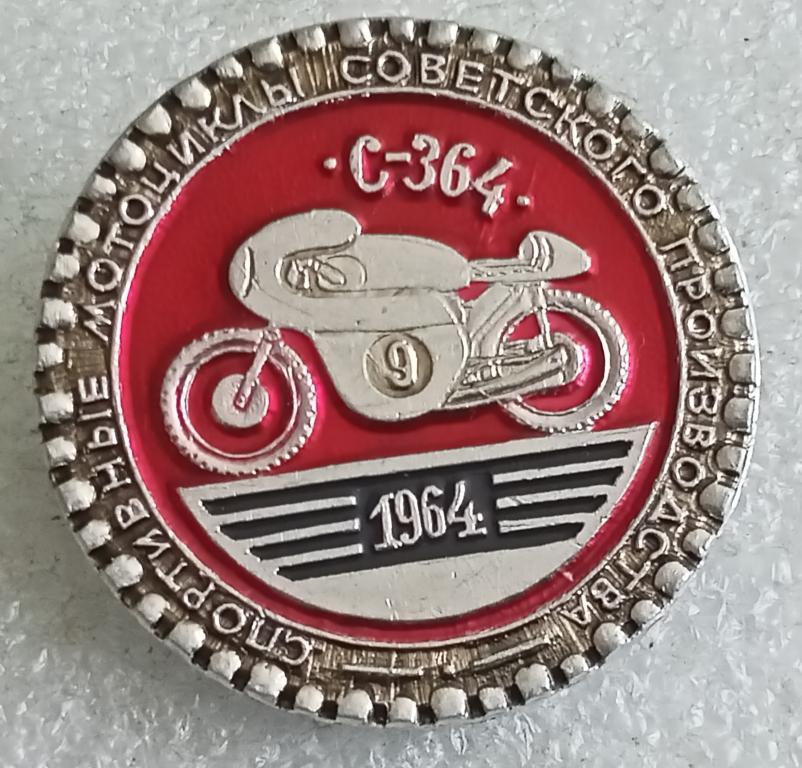 СПОРТИВНЫЕ МОТОЦИКЛЫ СОВЕТСКОГО ПРОИЗВОДСТВА
·С-364·
9
1964